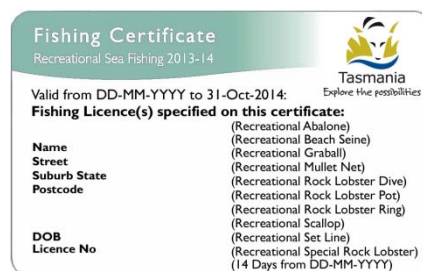 Fishing Certificate
Recreational Sea Fishing 2013-14
Tasmania
Explore the possibilities
Valid from DD-MM-YYYY to 31-Oct-2014:
Fishing Licence(s) specified on this certificate:
(Recreational Abalone)
(Recreational Beach Seine)
Name
(Recreational Graball)
Street
(Recreational Mullet Net)
Suburb State
(Recreational Rock Lobster Dive)
Postcode
(Recreational Rock Lobster Pot)
(Recreational Rock Lobster Ring)
(Recreational Scallop)
DOB
(Recreational Set Line)
Licence No
(Recreational Special Rock Lobster)
(14 Days from DD-MM-YYYY)